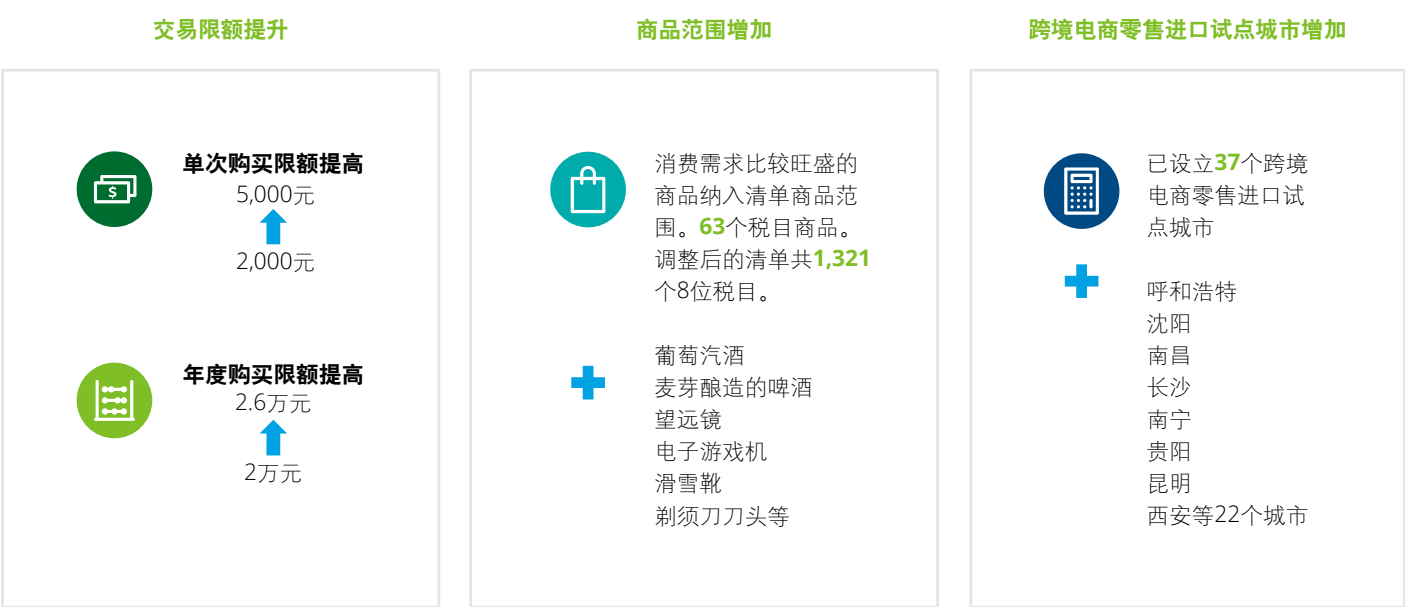 交易限额提升
单次购买限额提高
5,000元
2,000元
年度购买限额提高
2.6万元
2万元
商品范围增加
消费需求比较旺盛的
商品纳入清单商品范
围。63个税目商品。
调整后的清单共1,321
个8位税目。
葡萄汽酒
麦芽酿造的啤酒
望远镜
电子游戏机
滑雪靴
剃须刀刀头等
跨境电商零售进口试点城市增加
已设立37个跨境
电商零售进口试
点城市
呼和浩特
沈阳
南昌
长沙
南宁
贵阳
昆明
西安等22个城市